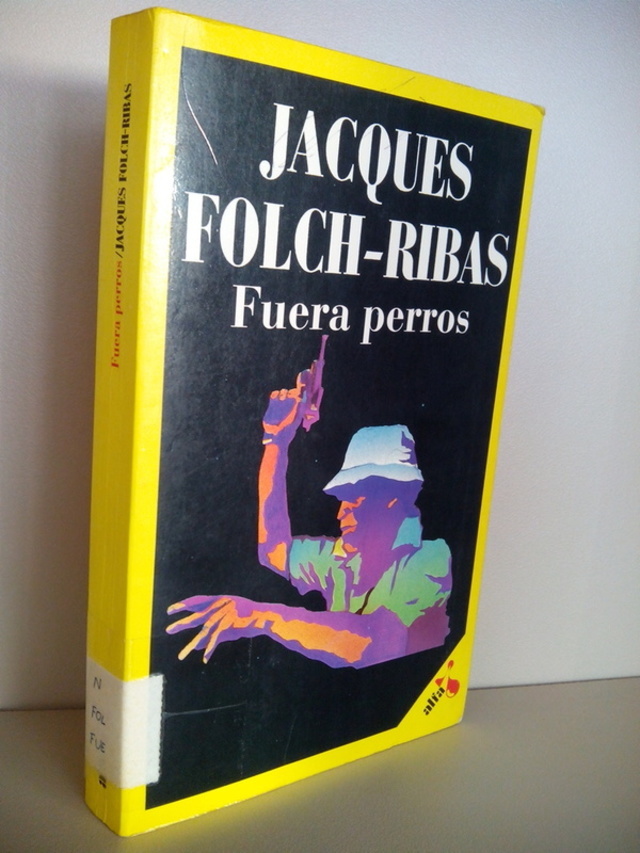 JACQUES
FOLCH-RIBAS
Fuera perros
alfa
Fuera perros/JACQUES FOLCH-RIBAS
N
FOL
FUE